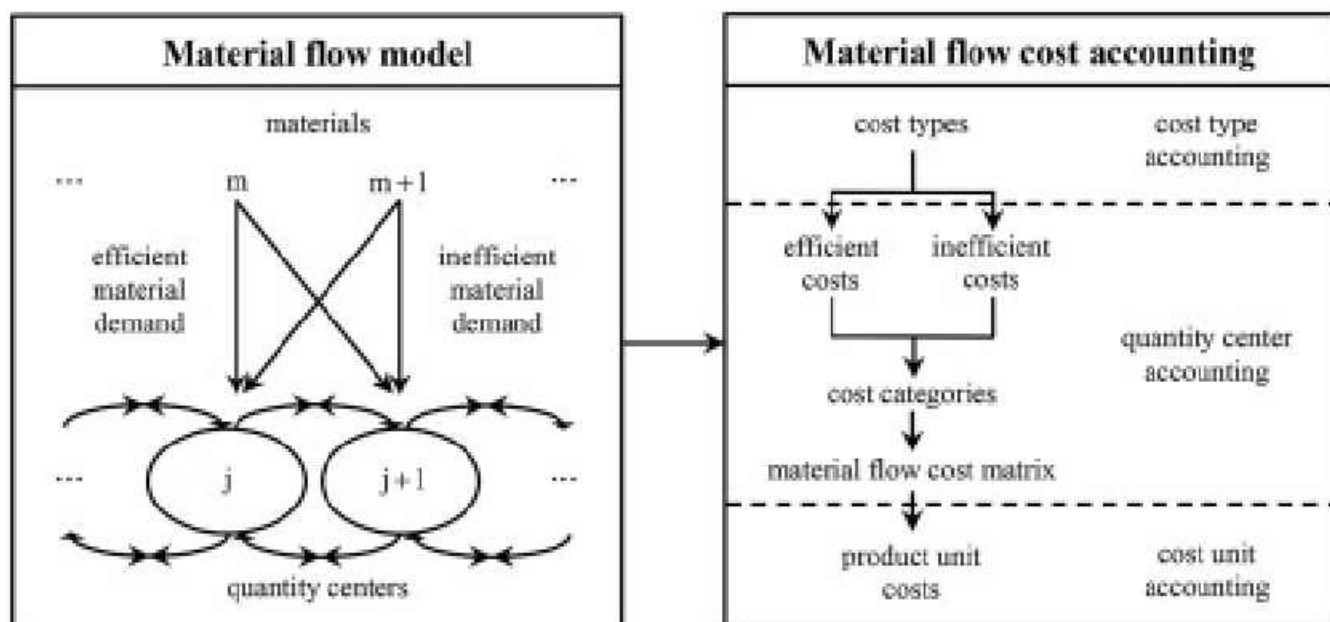 Material flow model
materials
... m m+1 ...
efficient
material
demand
inefficient
material
demand
... j j+1 ...
quantity centers
Material flow cost accounting
cost types
cost type
accounting
efficient
costs
inefficient
costs
quantity center
accounting
cost categories
material flow cost matrix
product unit
costs
cost unit
accounting